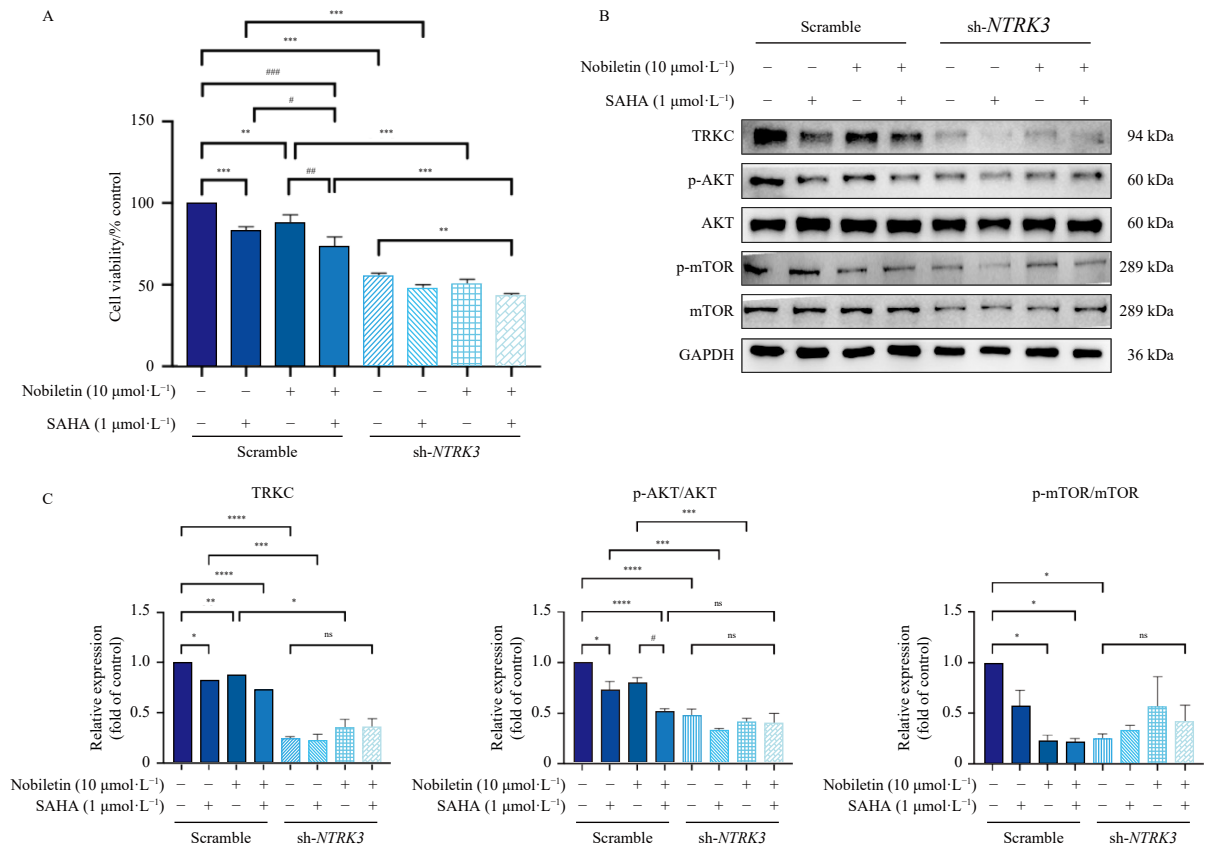 A
***
***
###
#
150
**
***
***
##
***
100
**
50
0
Cell viability/% control
Nobiletin (10 μmol·L⁻¹) − − + + − − + +
SAHA (1 μmol·L⁻¹) − + − + − + − +
Scramble sh-NTRK3
B
Scramble sh-NTRK3
Nobiletin (10 μmol·L⁻¹) − − + + − − + +
SAHA (1 μmol·L⁻¹) − + − + − + − +
TRKC 94 kDa
p-AKT 60 kDa
AKT 60 kDa
p-mTOR 289 kDa
mTOR 289 kDa
GAPDH 36 kDa
C
TRKC
****
***
****
** *
* ns
1.5
1.0
0.5
0
Relative expression
(fold of control)
Nobiletin (10 μmol·L⁻¹) − − + + − − + +
SAHA (1 μmol·L⁻¹) − + − + − + − +
Scramble sh-NTRK3
p-AKT/AKT
***
***
****
**** ns
* # ns
1.5
1.0
0.5
0
Relative expression
(fold of control)
Nobiletin (10 μmol·L⁻¹) − − + + − − + +
SAHA (1 μmol·L⁻¹) − + − + − + − +
Scramble sh-NTRK3
p-mTOR/mTOR
*
*
* ns
1.5
1.0
0.5
0
Relative expression
(fold of control)
Nobiletin (10 μmol·L⁻¹) − − + + − − + +
SAHA (1 μmol·L⁻¹) − + − + − + − +
Scramble sh-NTRK3